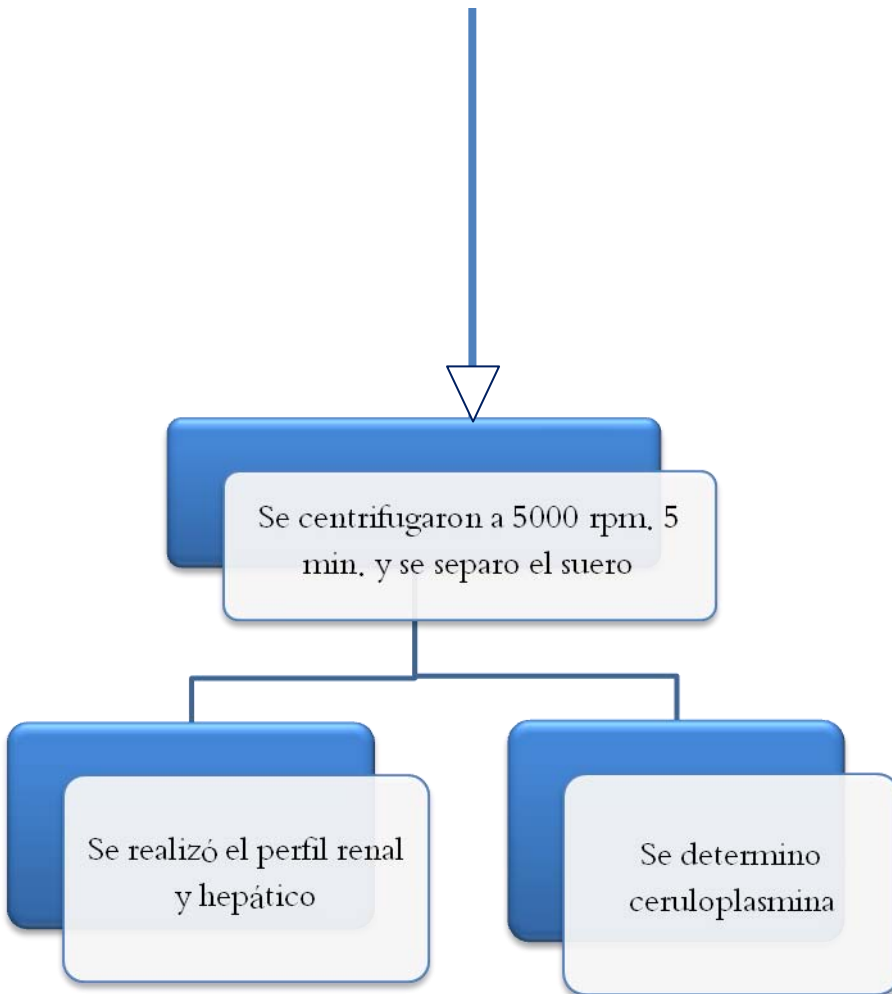 Se centrifugaron a 5000 rpm. 5
min. y se separo el suero
Se realizó el perfil renal
y hepático
Se determino
ceruloplasmina